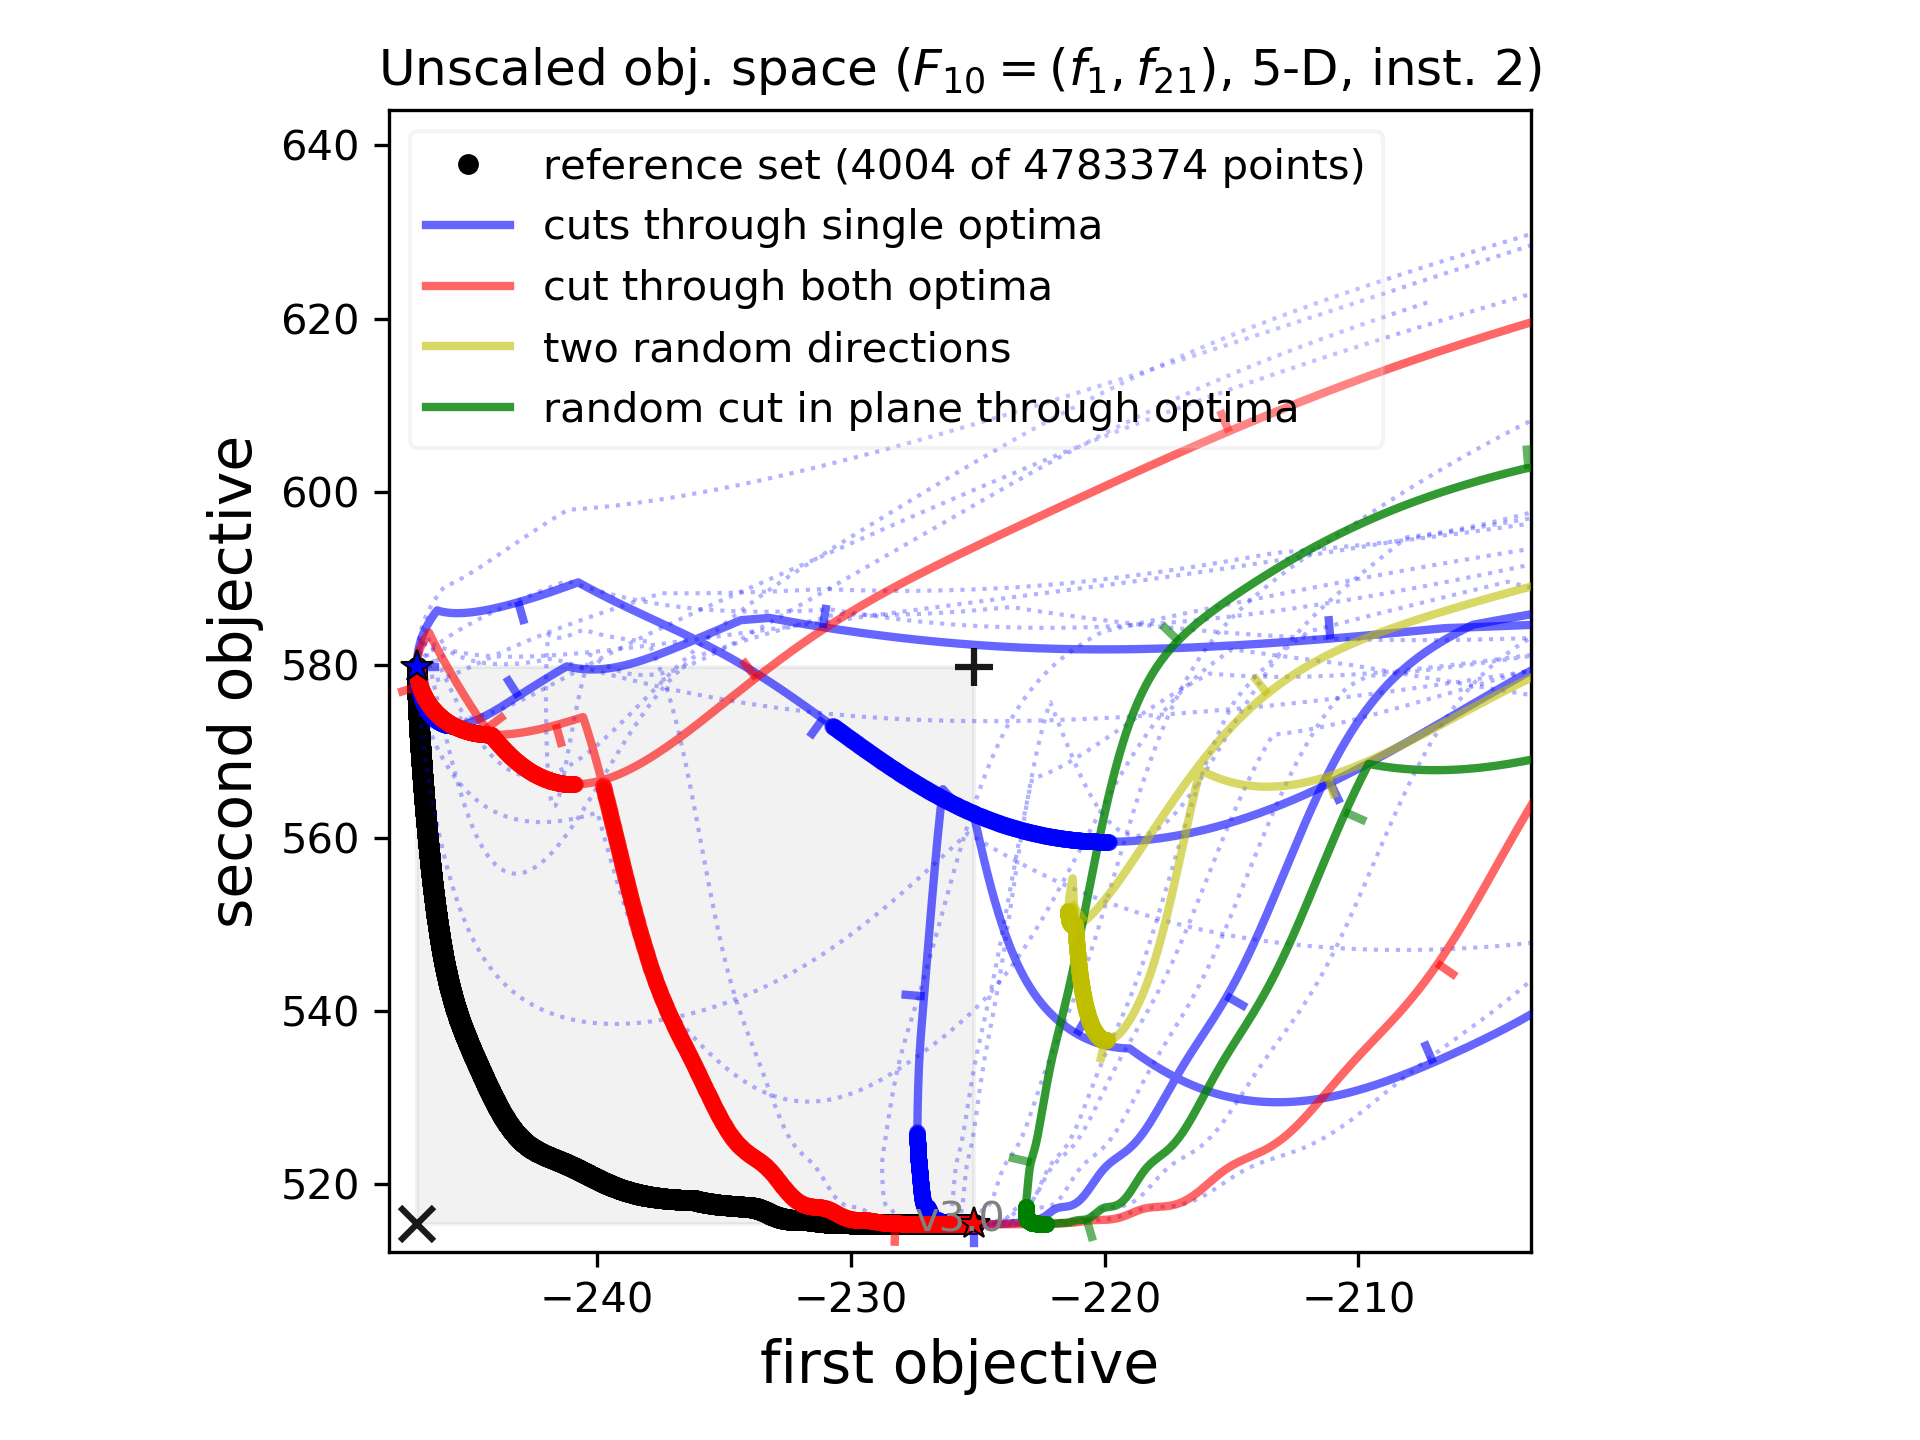 Unscaled obj. space (F10 = (f1, f21), 5-D, inst. 2)
reference set (4004 of 4783374 points)
cuts through single optima
cut through both optima
two random directions
random cut in plane through optima
640
620
600
580
560
540
520
second objective
v3.0
−240
−230
−220
−210
first objective